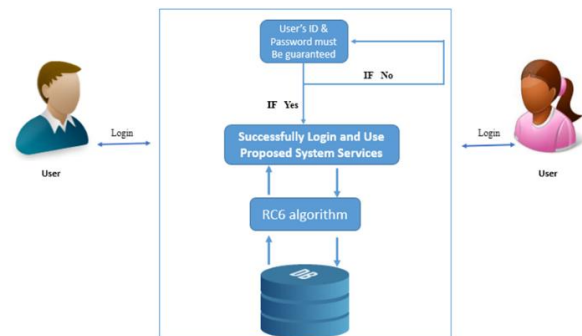 User's ID &
Password must
Be guaranteed
IF No
IF Yes
Login
Successfully Login and Use
Proposed System Services
Login
User
User
RC6 algorithm
DB